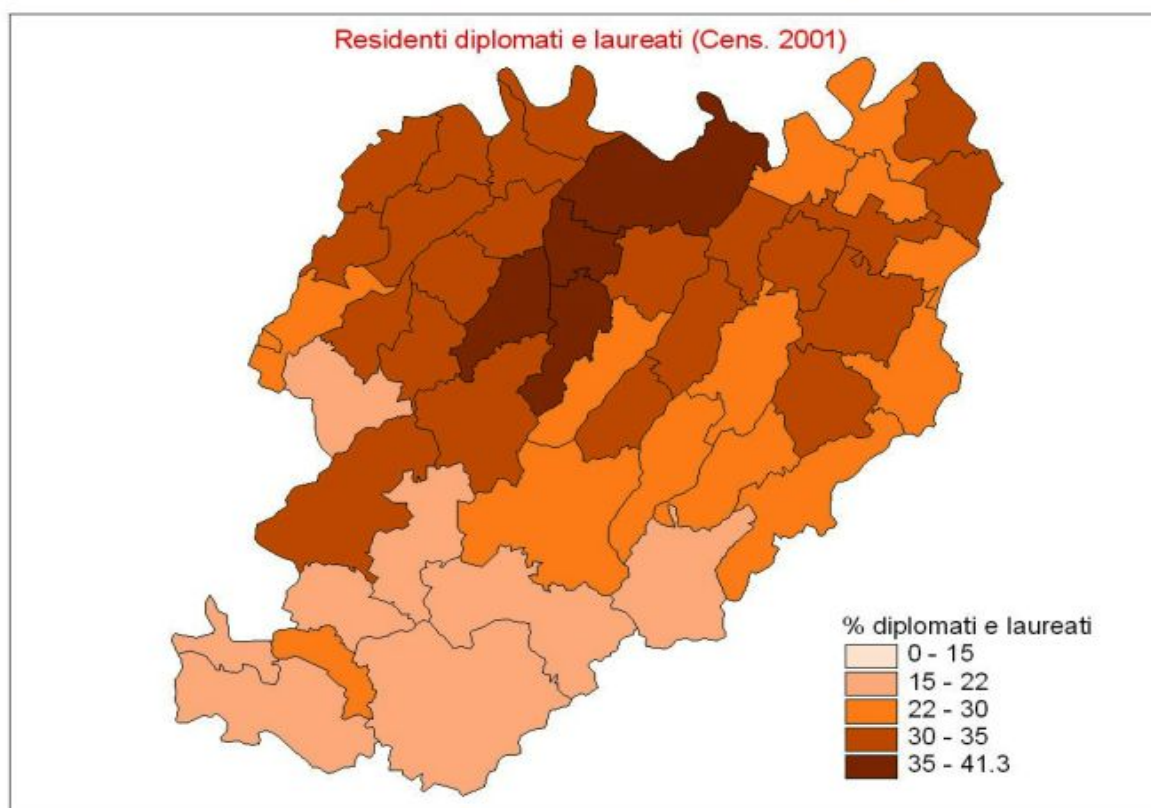 Residenti diplomati e laureati (Cens. 2001)
% diplomati e laureati
0 - 15
15 - 22
22 - 30
30 - 35
35 - 41.3